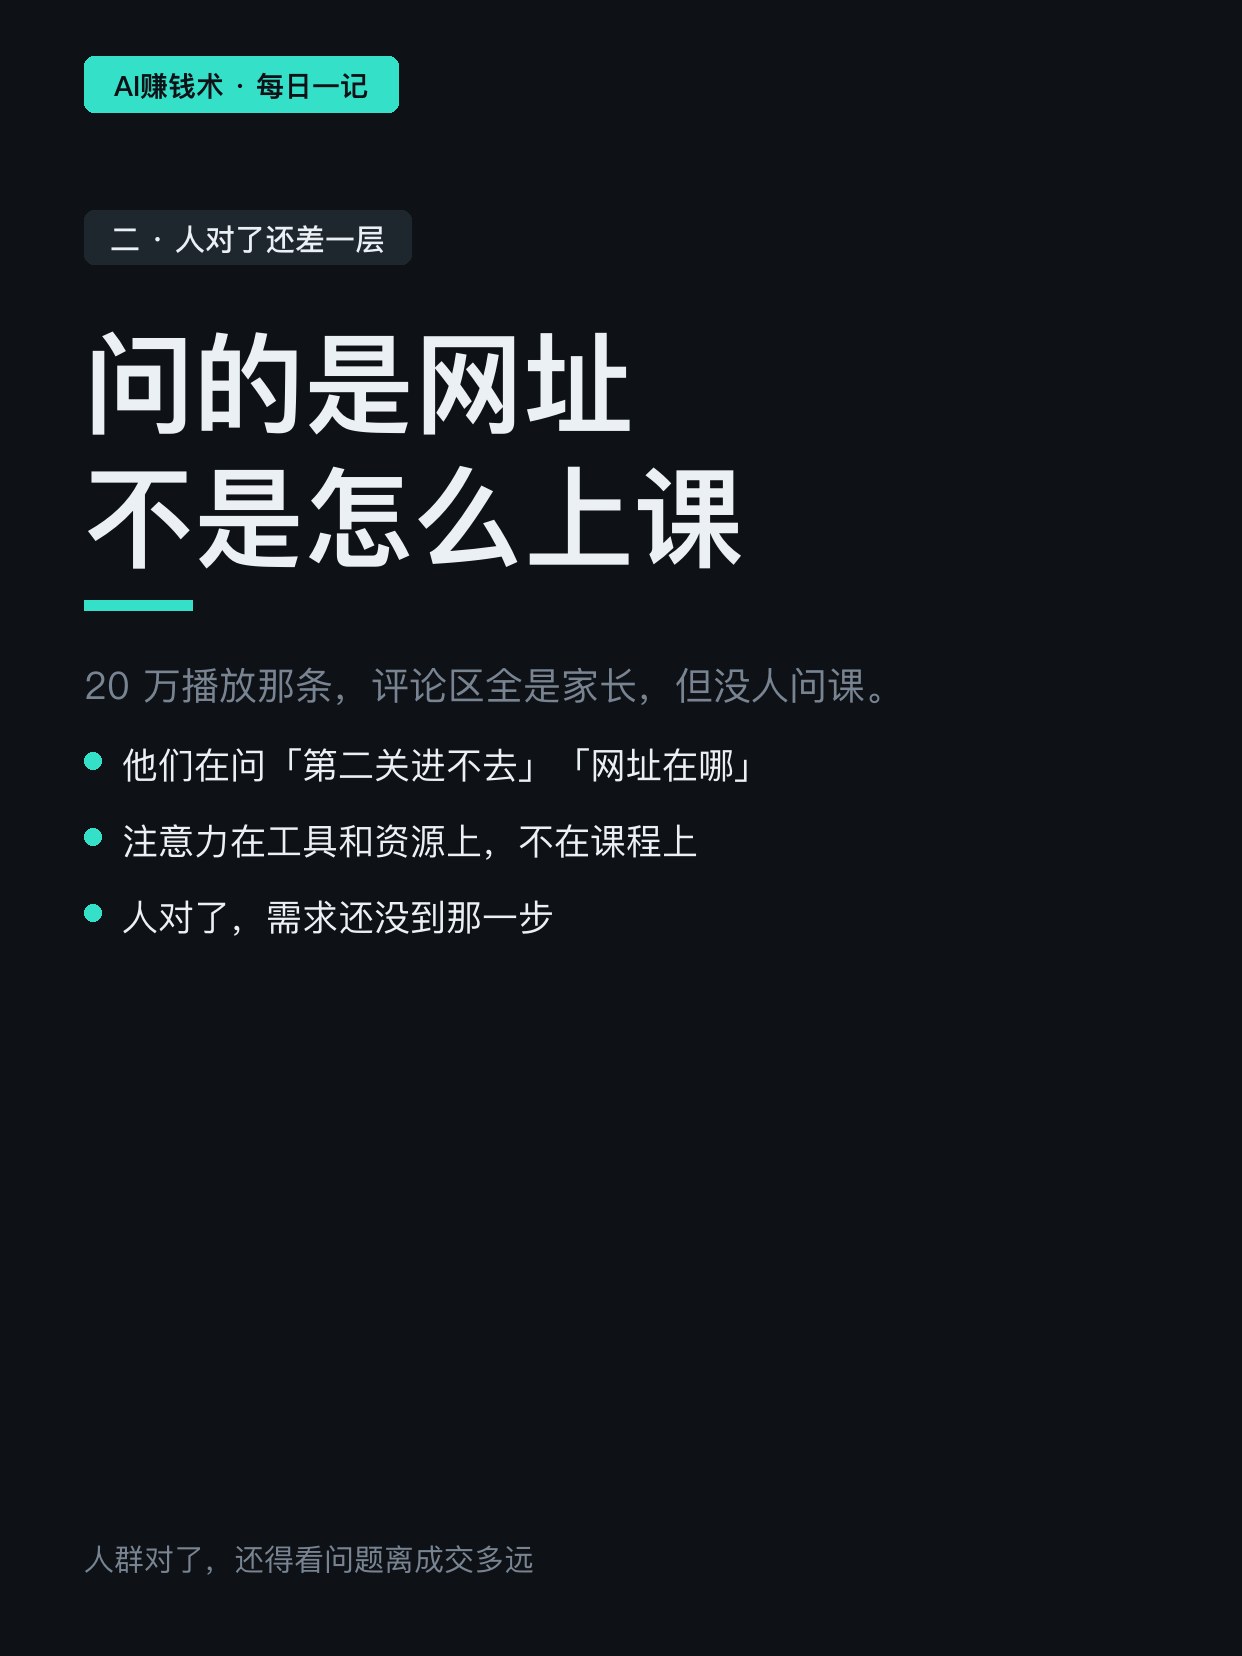 AI赚钱术 · 每日一记
二 · 人对了还差一层
问的是网址
不是怎么上课
20 万播放那条，评论区全是家长，但没人问课。
他们在问「第二关进不去」「网址在哪」
注意力在工具和资源上，不在课程上
人对了，需求还没到那一步
人群对了，还得看问题离成交多远